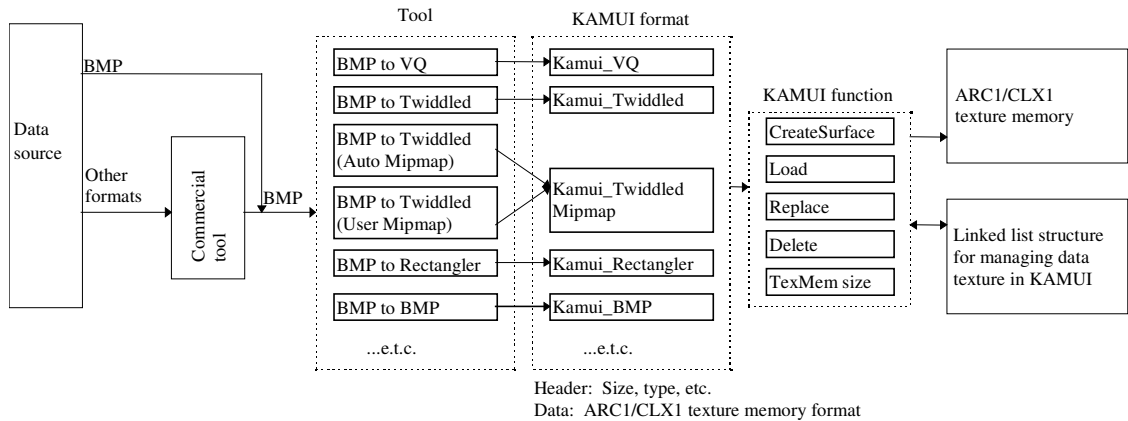 Tool
KAMUI format
Data
source
BMP
Other
formats
Commercial
tool
BMP
BMP to VQ
BMP to Twiddled
BMP to Twiddled
(Auto Mipmap)
BMP to Twiddled
(User Mipmap)
BMP to Rectangler
BMP to BMP
...e.t.c.
Kamui_VQ
Kamui_Twiddled
Kamui_Twiddled
Mipmap
Kamui_Rectangler
Kamui_BMP
...e.t.c.
Header:  Size, type, etc.
Data:  ARC1/CLX1 texture memory format
KAMUI function
CreateSurface
Load
Replace
Delete
TexMem size
ARC1/CLX1
texture memory
Linked list structure
for managing data
texture in KAMUI